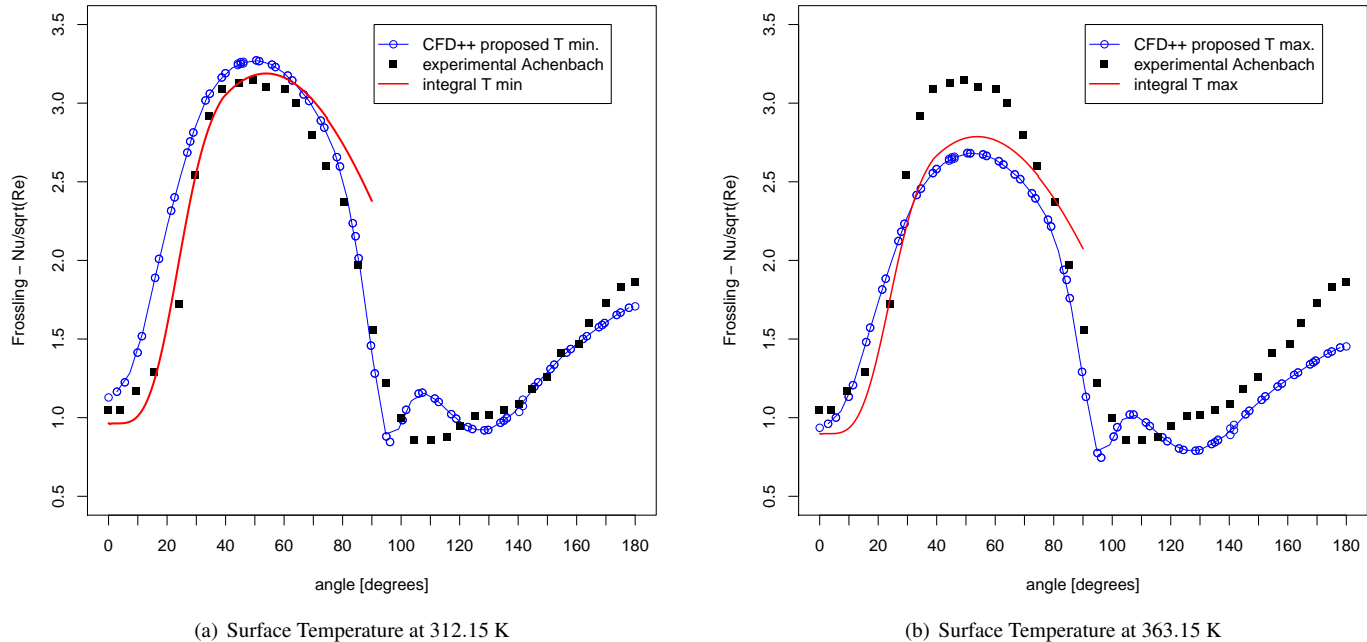 CFD++ proposed T min.
experimental Achenbach
integral T min
Frossling − Nu/sqrt(Re)
3.5
3.0
2.5
2.0
1.5
1.0
0.5
0 20 40 60 80 100 120 140 160 180
angle [degrees]
(a) Surface Temperature at 312.15 K
CFD++ proposed T max.
experimental Achenbach
integral T max
Frossling − Nu/sqrt(Re)
3.5
3.0
2.5
2.0
1.5
1.0
0.5
0 20 40 60 80 100 120 140 160 180
angle [degrees]
(b) Surface Temperature at 363.15 K